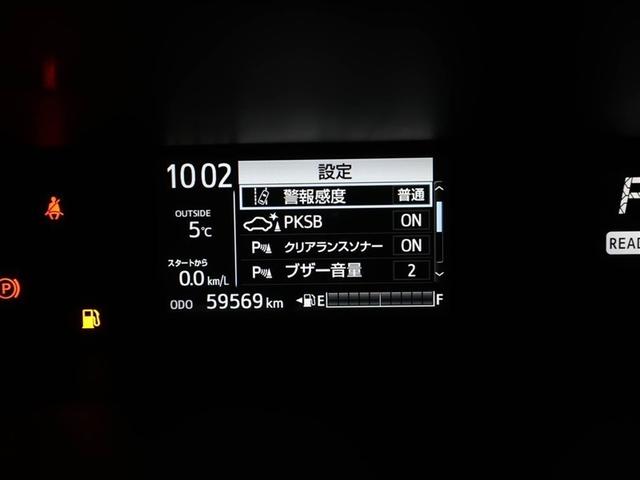 10 02
設定
警報感度 普通
OUTSIDE
5℃
PKSB ON
P クリアランスソナー ON
スタートから
0.0 km/L
P ブザー音量 2
ODO 59569 km
E F
P
READ